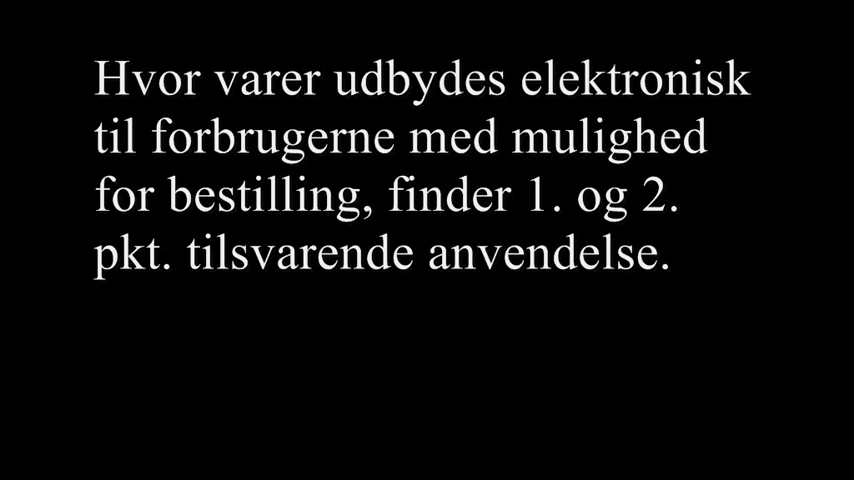 Hvor varer udbydes elektronisk
til forbrugerne med mulighed
for bestilling, finder 1. og 2.
pkt. tilsvarende anvendelse.